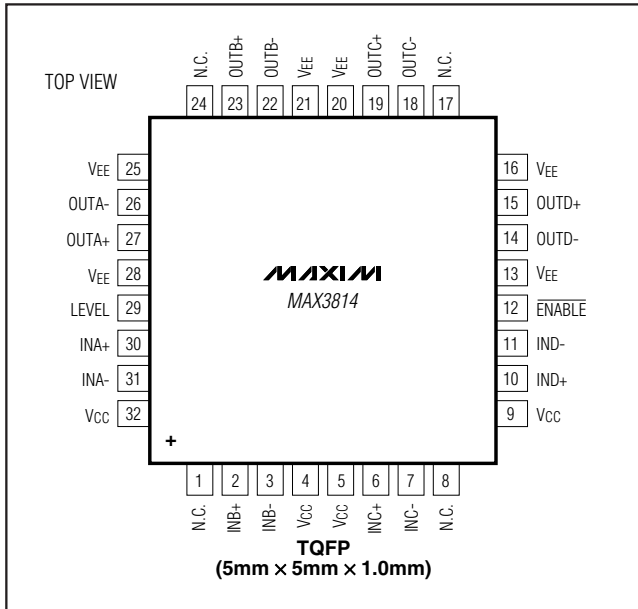 TOP VIEW
N.C. OUTB+ OUTB- VEE VEE OUTC+ OUTC- N.C.
24 23 22 21 20 19 18 17
VEE 25
OUTA- 26
OUTA+ 27
VEE 28
LEVEL 29
INA+ 30
INA- 31
VCC 32
16 VEE
15 OUTD+
14 OUTD-
13 VEE
12 ENABLE
11 IND-
10 IND+
9 VCC
MAXIM
MAX3814
+
1 2 3 4 5 6 7 8
N.C. INB+ INB- VCC VCC INC+ INC- N.C.
TQFP
(5mm × 5mm × 1.0mm)